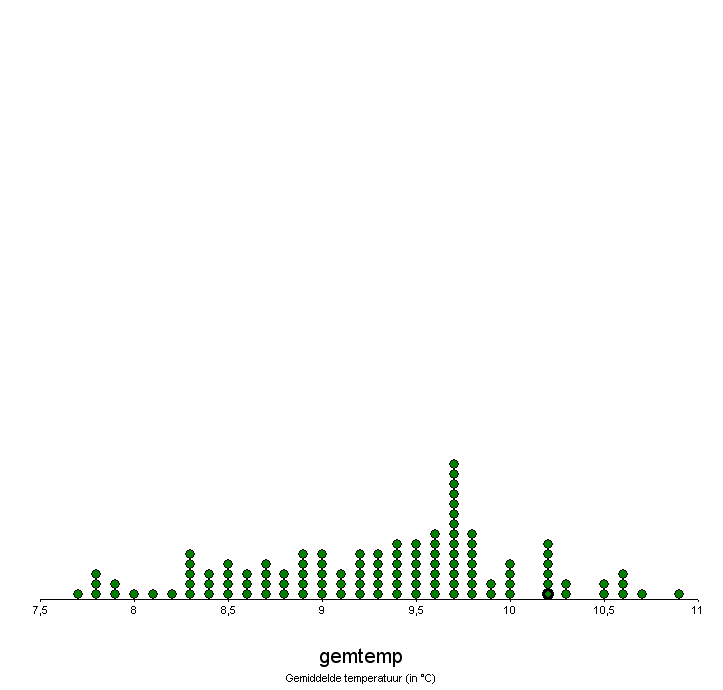 7,5 8 8,5 9 9,5 10 10,5 11
gemtemp
Gemiddelde temperatuur (in °C)